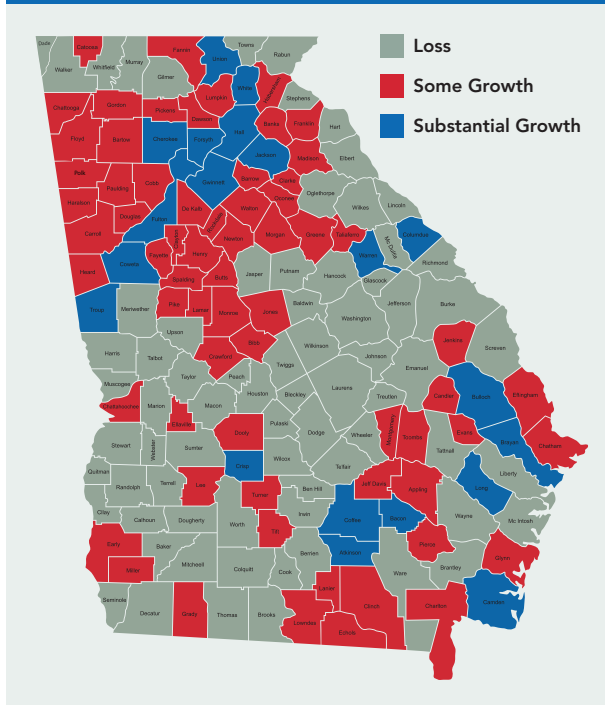 Loss
Some Growth
Substantial Growth
Dade
Catoosa
Fannin
Union
Towns
Rabun
Walker
Whitfield
Murray
Gilmer
White
Habersham
Lumpkin
Stephens
Chattooga
Gordon
Pickens
Dawson
Banks
Franklin
Hart
Floyd
Bartow
Cherokee
Forsyth
Hall
Jackson
Madison
Elbert
Polk
Paulding
Cobb
Gwinnett
Barrow
Clarke
Oglethorpe
Wilkes
Lincoln
Haralson
Douglas
Fulton
De Kalb
Rockdale
Walton
Oconee
Carroll
Clayton
Newton
Morgan
Greene
Taliaferro
Mc Duffie
Columbia
Warren
Heard
Coweta
Fayette
Henry
Spalding
Butts
Jasper
Putnam
Hancock
Glascock
Richmond
Troup
Meriwether
Pike
Lamar
Monroe
Jones
Baldwin
Jefferson
Burke
Washington
Upson
Bibb
Wilkinson
Jenkins
Screven
Harris
Talbot
Crawford
Twiggs
Johnson
Emanuel
Taylor
Peach
Muscogee
Houston
Bleckley
Laurens
Treutlen
Candler
Bulloch
Effingham
Chattahoochee
Marion
Macon
Ellaville
Dooly
Pulaski
Dodge
Wheeler
Montgomery
Toombs
Evans
Bryan
Chatham
Stewart
Webster
Sumter
Crisp
Wilcox
Telfair
Tattnall
Quitman
Randolph
Terrell
Lee
Turner
Ben Hill
Jeff Davis
Appling
Long
Liberty
Clay
Calhoun
Dougherty
Worth
Irwin
Coffee
Bacon
Wayne
Mc Intosh
Early
Baker
Tift
Berrien
Atkinson
Pierce
Miller
Mitchell
Colquitt
Cook
Ware
Brantley
Glynn
Seminole
Decatur
Grady
Thomas
Brooks
Lanier
Clinch
Lowndes
Echols
Charlton
Camden